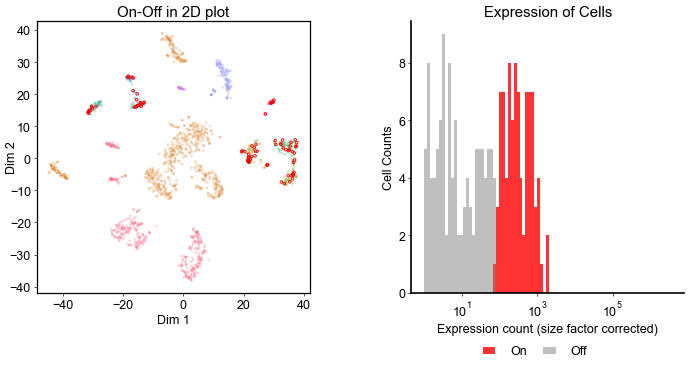 On-Off in 2D plot
Dim 2
40
30
20
10
0
−10
−20
−30
−40
−40
−20
0
20
40
Dim 1
Expression of Cells
Cell Counts
8
6
4
2
0
10^1
10^3
10^5
Expression count (size factor corrected)
On
Off